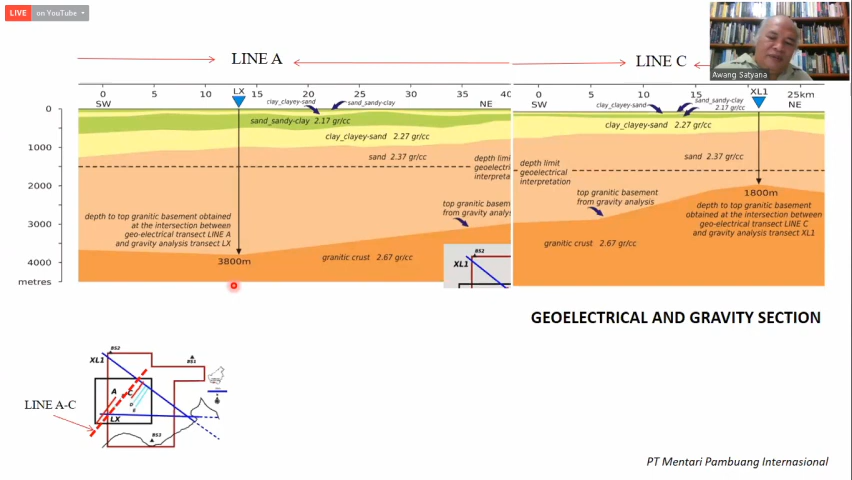 LIVE on YouTube
LINE A
LINE C
Awang Satyana
LX
0 5 10 15 20 25 30 35 40
SW
NE
clay_clayey-sand
sand_sandy-clay
0
1000
2000
3000
4000
metres
sand_sandy-clay 2.17 gr/cc
clay_clayey-sand 2.27 gr/cc
sand 2.37 gr/cc
depth limi
geoelectrical
interpreta
depth to top granitic basement obtained
at the intersection between
geo-electrical transect LINE A
and gravity analysis transect LX
3800m
top granitic basem
from gravity analys
granitic crust 2.67 gr/cc
BS2
XL1
0 5 10 15 25km
XL1
SW
NE
clay_clayey-sand
sand_sandy-clay
2.17 gr/cc
clay_clayey-sand 2.27 gr/cc
sand 2.37 gr/cc
depth limit
geoelectrical
interpretation
top granitic basement
from gravity analysis
1800m
depth to top granitic basement
obtained at the intersection between
geo-electrical transect LINE C
and gravity analysis transect XL1
granitic crust 2.67 gr/cc
GEOELECTRICAL AND GRAVITY SECTION
BS2
XL1
BS1
A
C
D
E
LX
BS3
LINE A-C
PT Mentari Pambuang Internasional